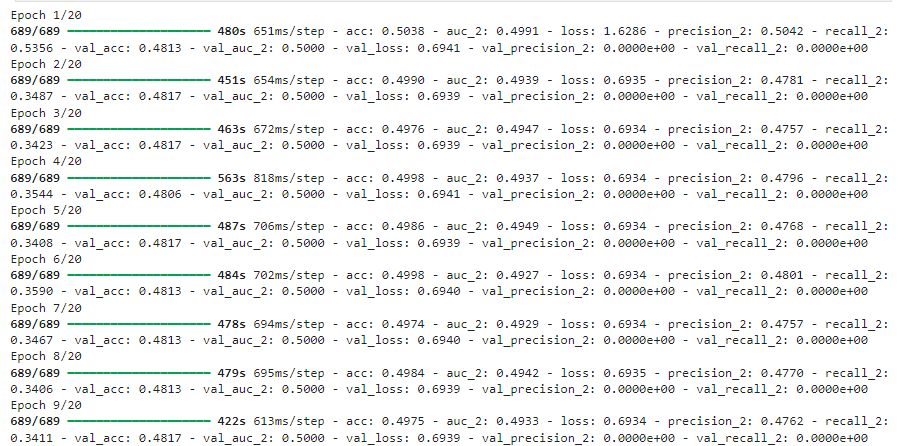 Epoch 1/20
689/689 ━━━━━━━━━━━━━━━━━━━━ 480s 651ms/step - acc: 0.5038 - auc_2: 0.4991 - loss: 1.6286 - precision_2: 0.5042 - recall_2:
0.5356 - val_acc: 0.4813 - val_auc_2: 0.5000 - val_loss: 0.6941 - val_precision_2: 0.0000e+00 - val_recall_2: 0.0000e+00
Epoch 2/20
689/689 ━━━━━━━━━━━━━━━━━━━━ 451s 654ms/step - acc: 0.4990 - auc_2: 0.4939 - loss: 0.6935 - precision_2: 0.4781 - recall_2:
0.3487 - val_acc: 0.4817 - val_auc_2: 0.5000 - val_loss: 0.6939 - val_precision_2: 0.0000e+00 - val_recall_2: 0.0000e+00
Epoch 3/20
689/689 ━━━━━━━━━━━━━━━━━━━━ 463s 672ms/step - acc: 0.4976 - auc_2: 0.4947 - loss: 0.6934 - precision_2: 0.4757 - recall_2:
0.3423 - val_acc: 0.4817 - val_auc_2: 0.5000 - val_loss: 0.6939 - val_precision_2: 0.0000e+00 - val_recall_2: 0.0000e+00
Epoch 4/20
689/689 ━━━━━━━━━━━━━━━━━━━━ 563s 818ms/step - acc: 0.4998 - auc_2: 0.4937 - loss: 0.6934 - precision_2: 0.4796 - recall_2:
0.3544 - val_acc: 0.4806 - val_auc_2: 0.5000 - val_loss: 0.6941 - val_precision_2: 0.0000e+00 - val_recall_2: 0.0000e+00
Epoch 5/20
689/689 ━━━━━━━━━━━━━━━━━━━━ 487s 706ms/step - acc: 0.4986 - auc_2: 0.4949 - loss: 0.6934 - precision_2: 0.4768 - recall_2:
0.3408 - val_acc: 0.4817 - val_auc_2: 0.5000 - val_loss: 0.6939 - val_precision_2: 0.0000e+00 - val_recall_2: 0.0000e+00
Epoch 6/20
689/689 ━━━━━━━━━━━━━━━━━━━━ 484s 702ms/step - acc: 0.4998 - auc_2: 0.4927 - loss: 0.6934 - precision_2: 0.4801 - recall_2:
0.3590 - val_acc: 0.4813 - val_auc_2: 0.5000 - val_loss: 0.6940 - val_precision_2: 0.0000e+00 - val_recall_2: 0.0000e+00
Epoch 7/20
689/689 ━━━━━━━━━━━━━━━━━━━━ 478s 694ms/step - acc: 0.4974 - auc_2: 0.4929 - loss: 0.6934 - precision_2: 0.4757 - recall_2:
0.3467 - val_acc: 0.4813 - val_auc_2: 0.5000 - val_loss: 0.6940 - val_precision_2: 0.0000e+00 - val_recall_2: 0.0000e+00
Epoch 8/20
689/689 ━━━━━━━━━━━━━━━━━━━━ 479s 695ms/step - acc: 0.4984 - auc_2: 0.4942 - loss: 0.6935 - precision_2: 0.4770 - recall_2:
0.3406 - val_acc: 0.4813 - val_auc_2: 0.5000 - val_loss: 0.6939 - val_precision_2: 0.0000e+00 - val_recall_2: 0.0000e+00
Epoch 9/20
689/689 ━━━━━━━━━━━━━━━━━━━━ 422s 613ms/step - acc: 0.4975 - auc_2: 0.4933 - loss: 0.6934 - precision_2: 0.4762 - recall_2:
0.3411 - val_acc: 0.4817 - val_auc_2: 0.5000 - val_loss: 0.6939 - val_precision_2: 0.0000e+00 - val_recall_2: 0.0000e+00